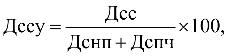 Дссу = Дсс / (Дснп + Дспч) × 100,